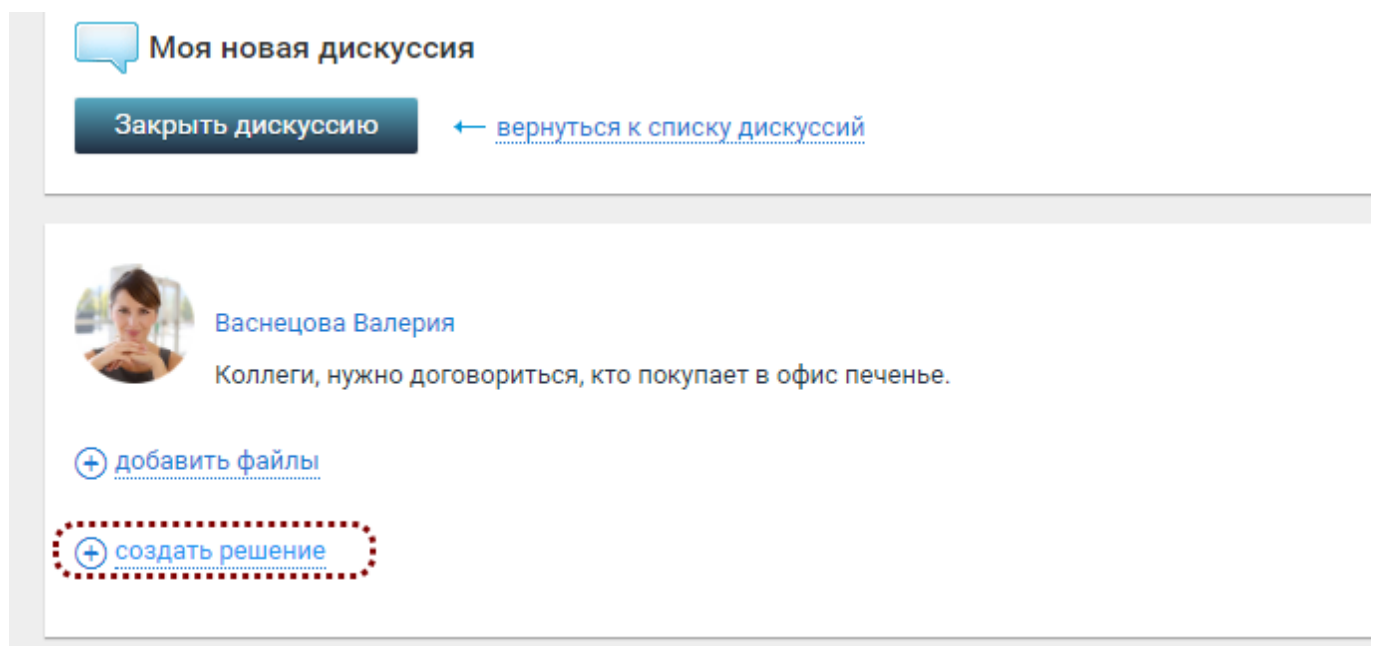 Моя новая дискуссия
Закрыть дискуссию ← вернуться к списку дискуссий
Васнецова Валерия
Коллеги, нужно договориться, кто покупает в офис печенье.
добавить файлы
создать решение